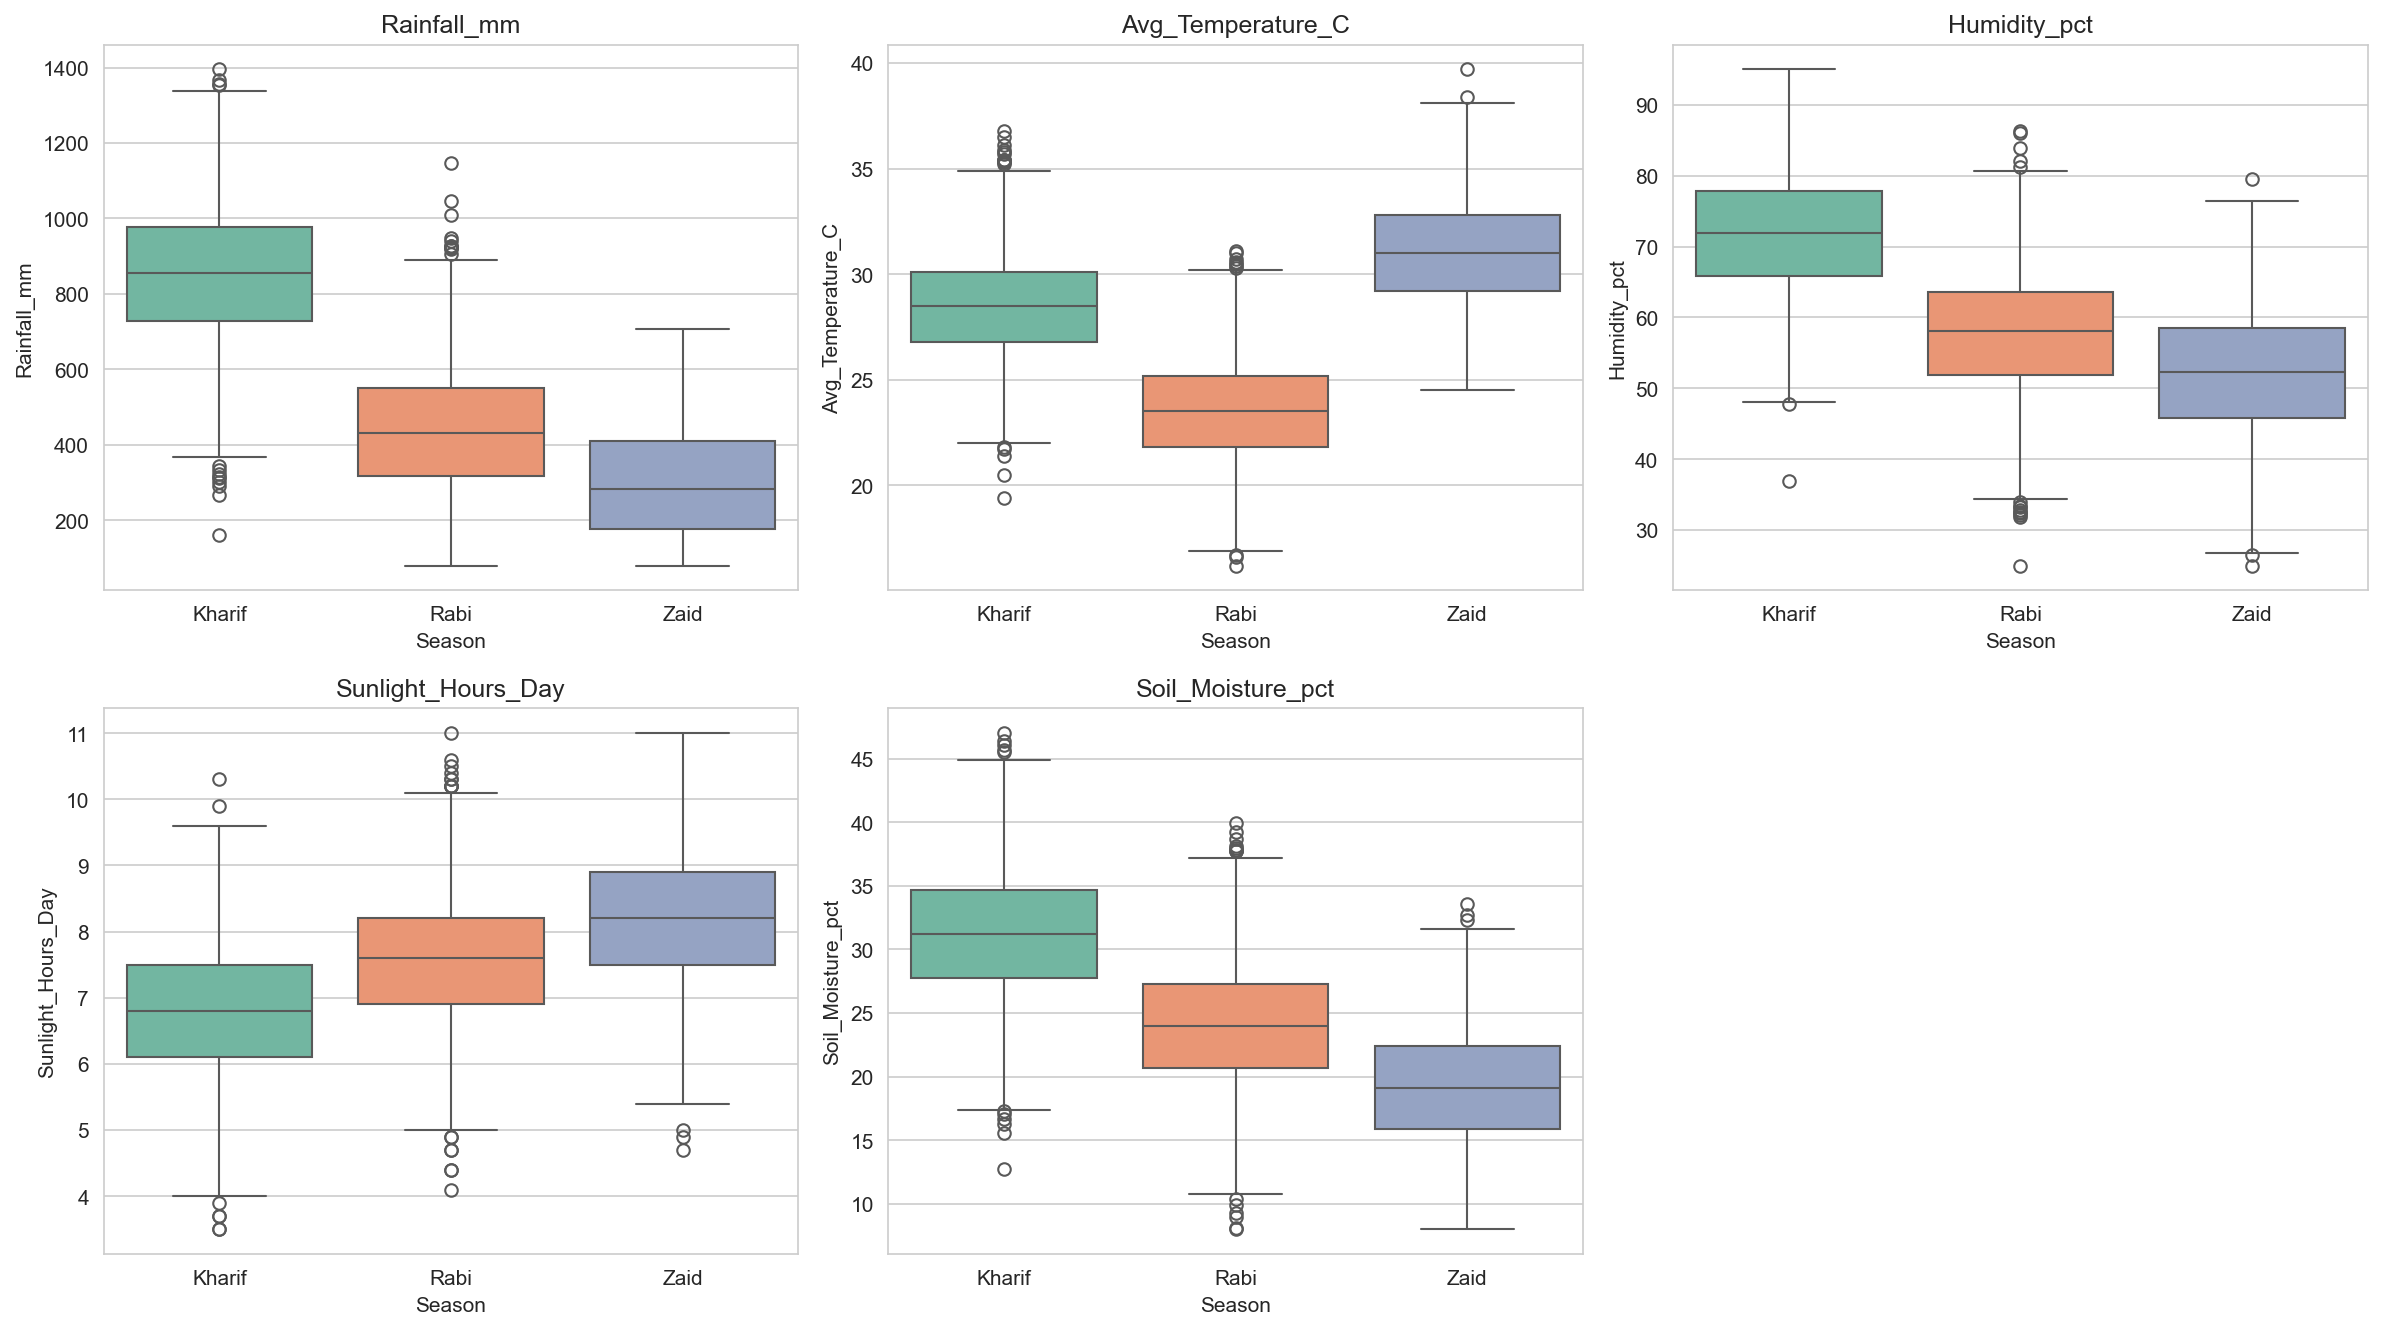 Rainfall_mm
Rainfall_mm
1400
1200
1000
800
600
400
200
Kharif Rabi Zaid
Season
Avg_Temperature_C
Avg_Temperature_C
40
35
30
25
20
Kharif Rabi Zaid
Season
Humidity_pct
Humidity_pct
90
80
70
60
50
40
30
Kharif Rabi Zaid
Season
Sunlight_Hours_Day
Sunlight_Hours_Day
11
10
9
8
7
6
5
4
Kharif Rabi Zaid
Season
Soil_Moisture_pct
Soil_Moisture_pct
45
40
35
30
25
20
15
10
Kharif Rabi Zaid
Season